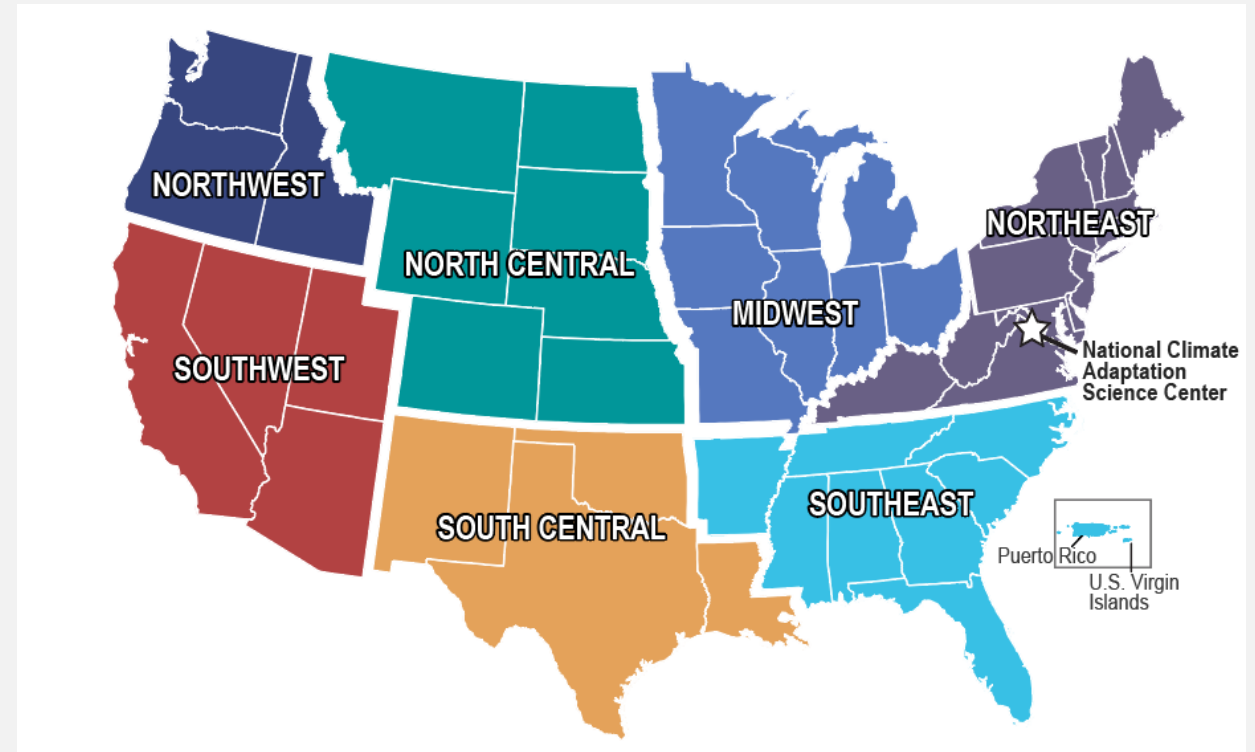 NORTHWEST
NORTH CENTRAL
NORTHEAST
MIDWEST
SOUTHWEST
National Climate
Adaptation
Science Center
SOUTH CENTRAL
SOUTHEAST
Puerto Rico
U.S. Virgin
Islands